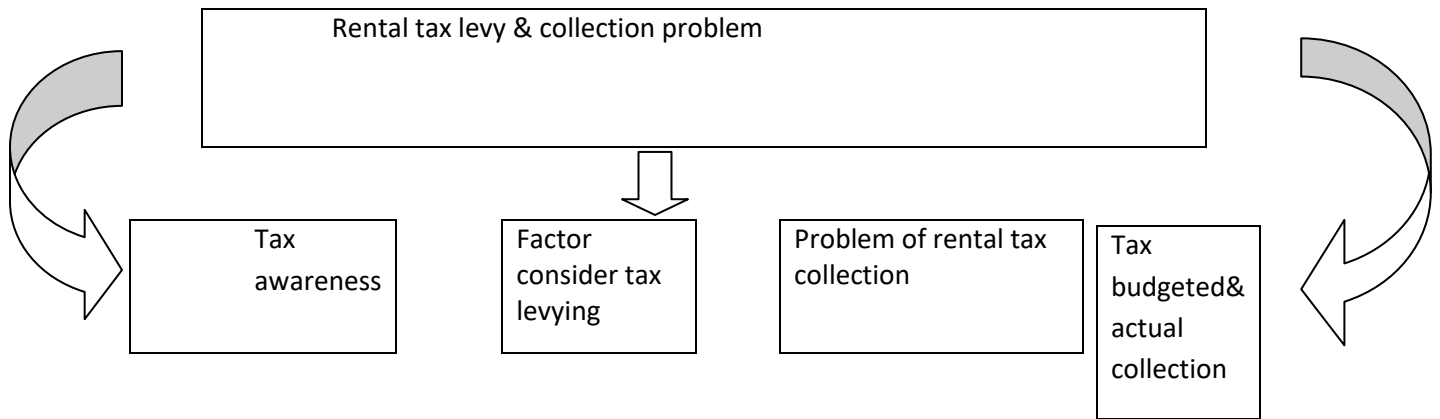 Rental tax levy & collection problem
Tax
awareness
Factor
consider tax
levying
Problem of rental tax
collection
Tax
budgeted&
actual
collection